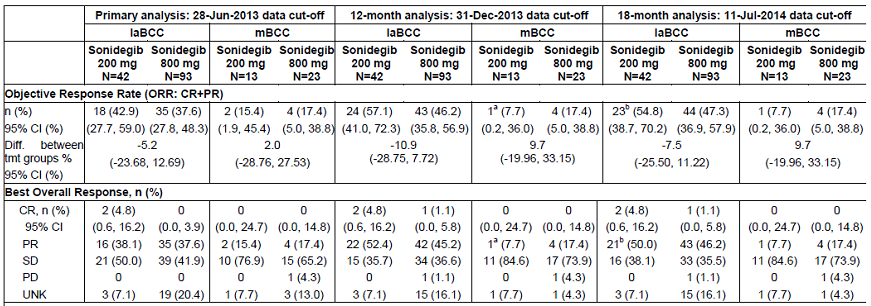 Primary analysis: 28-Jun-2013 data cut-off 12-month analysis: 31-Dec-2013 data cut-off 18-month analysis: 11-Jul-2014 data cut-off
laBCC mBCC laBCC mBCC laBCC mBCC
Sonidegib Sonidegib Sonidegib Sonidegib Sonidegib Sonidegib Sonidegib Sonidegib Sonidegib Sonidegib Sonidegib Sonidegib
200 mg 800 mg 200 mg 800 mg 200 mg 800 mg 200 mg 800 mg 200 mg 800 mg 200 mg 800 mg
N=42 N=93 N=13 N=23 N=42 N=93 N=13 N=23 N=42 N=93 N=13 N=23
Objective Response Rate (ORR: CR+PR)
n (%) 18 (42.9) 35 (37.6) 2 (15.4) 4 (17.4) 24 (57.1) 43 (46.2) 1a (7.7) 4 (17.4) 23b (54.8) 44 (47.3) 1 (7.7) 4 (17.4)
95% CI (%) (27.7, 59.0) (27.8, 48.3) (1.9, 45.4) (5.0, 38.8) (41.0, 72.3) (35.8, 56.9) (0.2, 36.0) (5.0, 38.8) (38.7, 70.2) (36.9, 57.9) (0.2, 36.0) (5.0, 38.8)
Diff. between -5.2 2.0 -10.9 9.7 -7.5 9.7
tmt groups % (-23.68, 12.69) (-28.76, 27.53) (-28.75, 7.72) (-19.96, 33.15) (-25.50, 11.22) (-19.96, 33.15)
95% CI (%)
Best Overall Response, n (%)
CR, n (%) 2 (4.8) 0 0 0 2 (4.8) 1 (1.1) 0 0 2 (4.8) 1 (1.1) 0 0
95% CI (0.6, 16.2) (0.0, 3.9) (0.0, 24.7) (0.0, 14.8) (0.6, 16.2) (0.0, 5.8) (0.0, 24.7) (0.0, 14.8) (0.6, 16.2) (0.0, 5.8) (0.0, 24.7) (0.0, 14.8)
PR 16 (38.1) 35 (37.6) 2 (15.4) 4 (17.4) 22 (52.4) 42 (45.2) 1a (7.7) 4 (17.4) 21b (50.0) 43 (46.2) 1 (7.7) 4 (17.4)
SD 21 (50.0) 39 (41.9) 10 (76.9) 15 (65.2) 15 (35.7) 34 (36.6) 11 (84.6) 17 (73.9) 16 (38.1) 33 (35.5) 11 (84.6) 17 (73.9)
PD 0 0 0 1 (4.3) 0 1 (1.1) 0 1 (4.3) 0 1 (1.1) 0 1 (4.3)
UNK 3 (7.1) 19 (20.4) 1 (7.7) 3 (13.0) 3 (7.1) 15 (16.1) 1 (7.7) 1 (4.3) 3 (7.1) 15 (16.1) 1 (7.7) 1 (4.3)